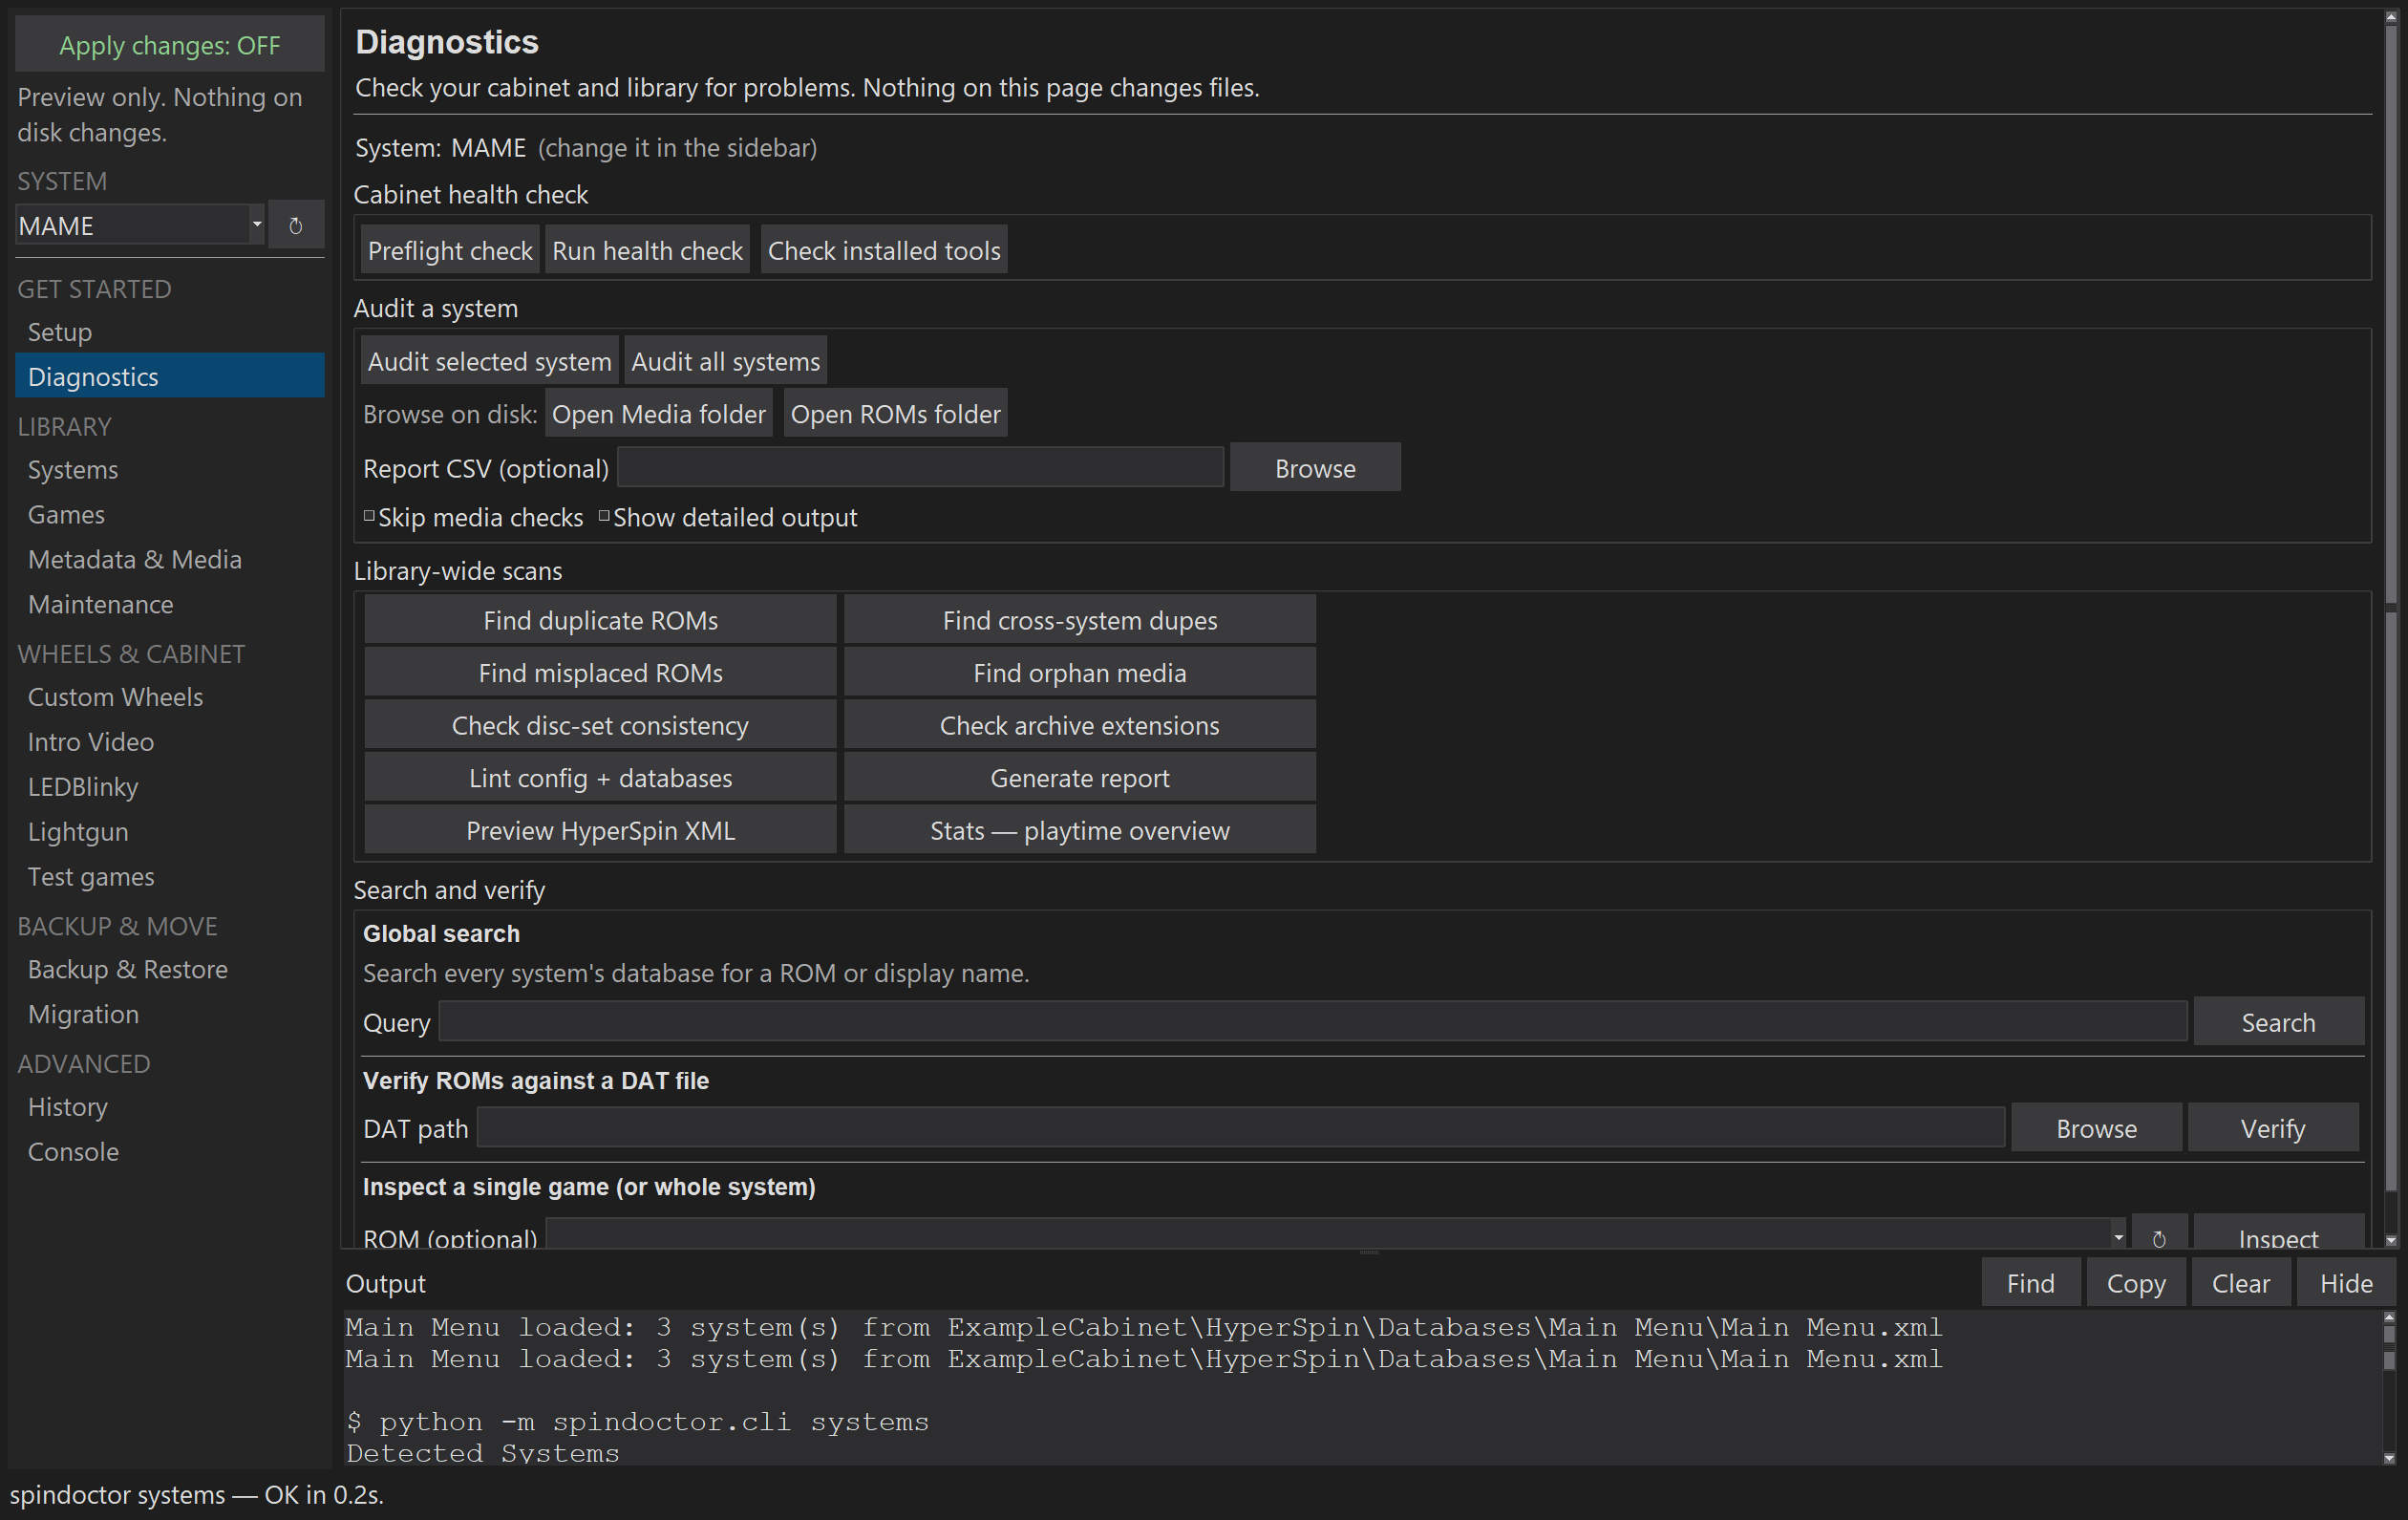 Apply changes: OFF
Preview only. Nothing on
disk changes.
SYSTEM
MAME
GET STARTED
Setup
Diagnostics
LIBRARY
Systems
Games
Metadata & Media
Maintenance
WHEELS & CABINET
Custom Wheels
Intro Video
LEDBlinky
Lightgun
Test games
BACKUP & MOVE
Backup & Restore
Migration
ADVANCED
History
Console
Diagnostics
Check your cabinet and library for problems. Nothing on this page changes files.
System: MAME (change it in the sidebar)
Cabinet health check
Preflight check Run health check Check installed tools
Audit a system
Audit selected system Audit all systems
Browse on disk: Open Media folder Open ROMs folder
Report CSV (optional) Browse
Skip media checks Show detailed output
Library-wide scans
Find duplicate ROMs Find cross-system dupes
Find misplaced ROMs Find orphan media
Check disc-set consistency Check archive extensions
Lint config + databases Generate report
Preview HyperSpin XML Stats — playtime overview
Search and verify
Global search
Search every system's database for a ROM or display name.
Query Search
Verify ROMs against a DAT file
DAT path Browse Verify
Inspect a single game (or whole system)
ROM (optional) Inspect
Output Find Copy Clear Hide
Main Menu loaded: 3 system(s) from ExampleCabinet\HyperSpin\Databases\Main Menu\Main Menu.xml
Main Menu loaded: 3 system(s) from ExampleCabinet\HyperSpin\Databases\Main Menu\Main Menu.xml
$ python -m spindoctor.cli systems
Detected Systems
spindoctor systems — OK in 0.2s.